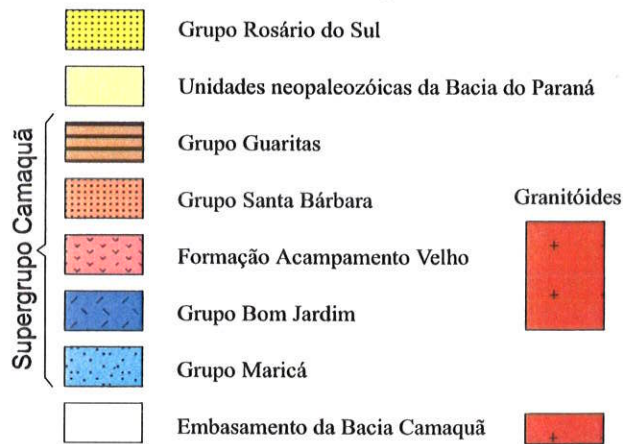 Grupo Rosário do Sul
Unidades neopaleozóicas da Bacia do Paraná
Supergrupo Camaquã
Grupo Guaritas
Grupo Santa Bárbara
Granitóides
Formação Acampamento Velho
Grupo Bom Jardim
Grupo Maricá
Embasamento da Bacia Camaquã